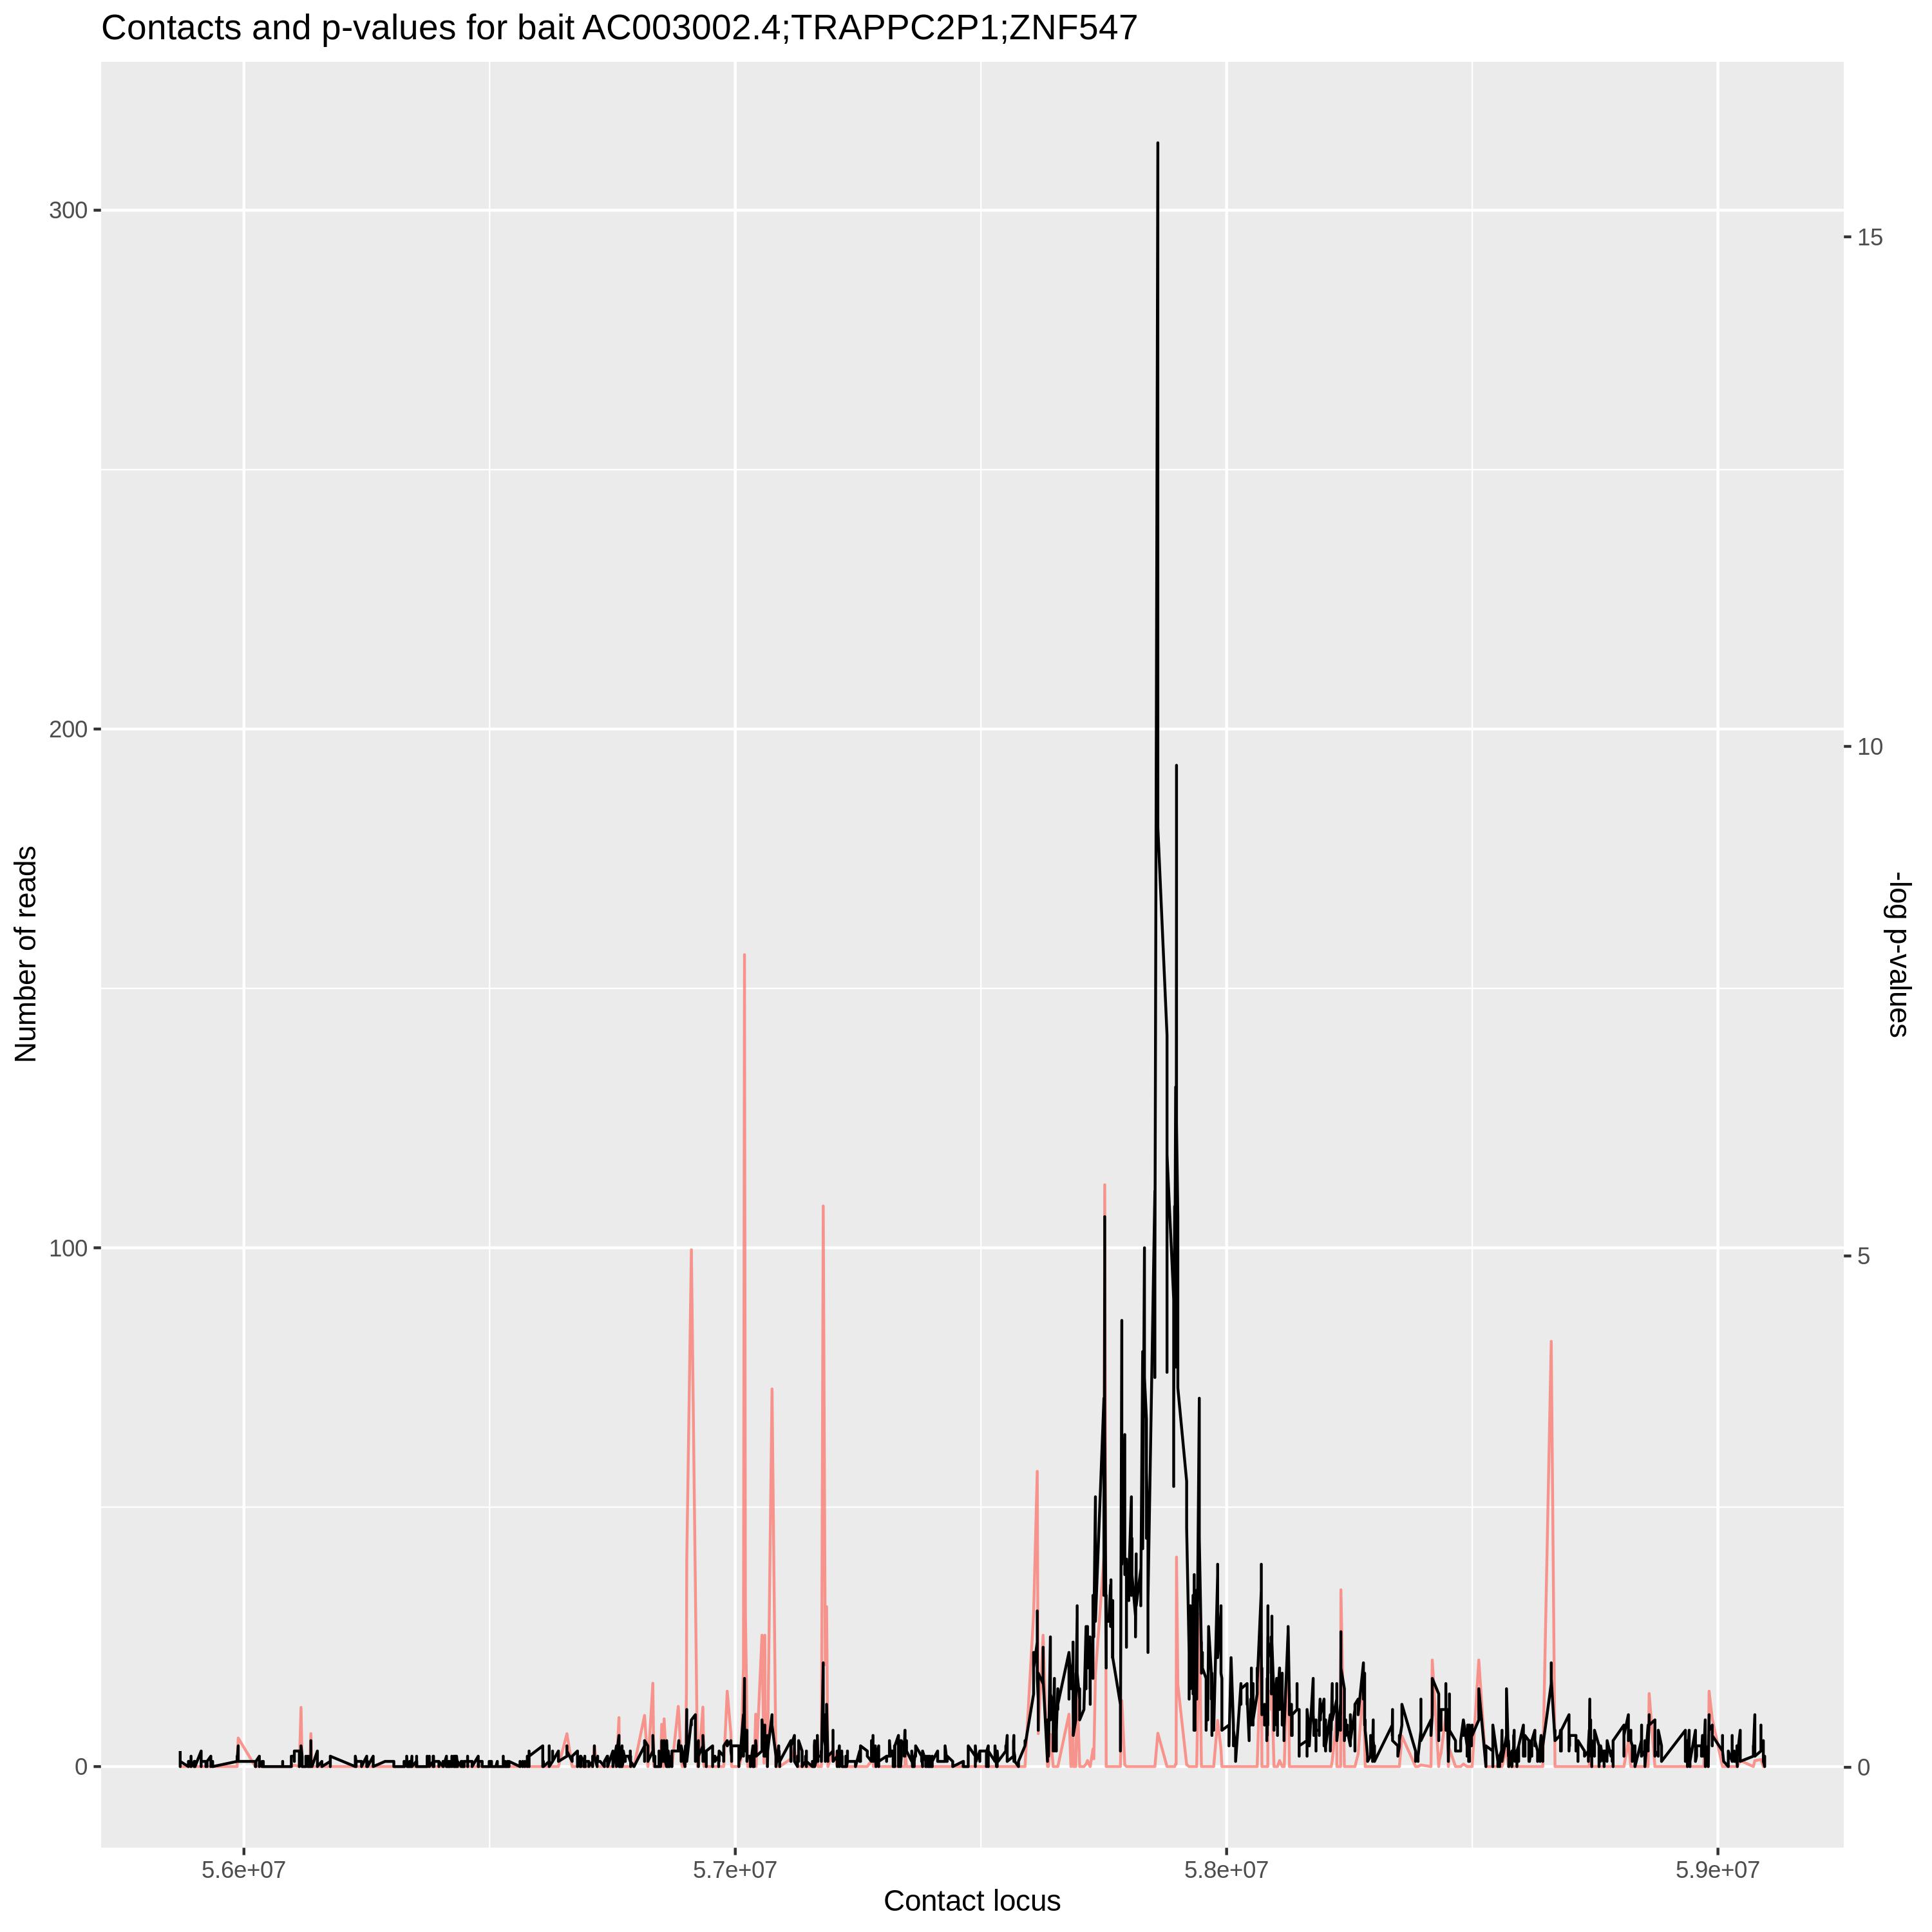 Contacts and p-values for bait AC003002.4;TRAPPC2P1;ZNF547
Number of reads
300
200
100
0
15
10
5
0
-log p-values
5.6e+07
5.7e+07
5.8e+07
5.9e+07
Contact locus